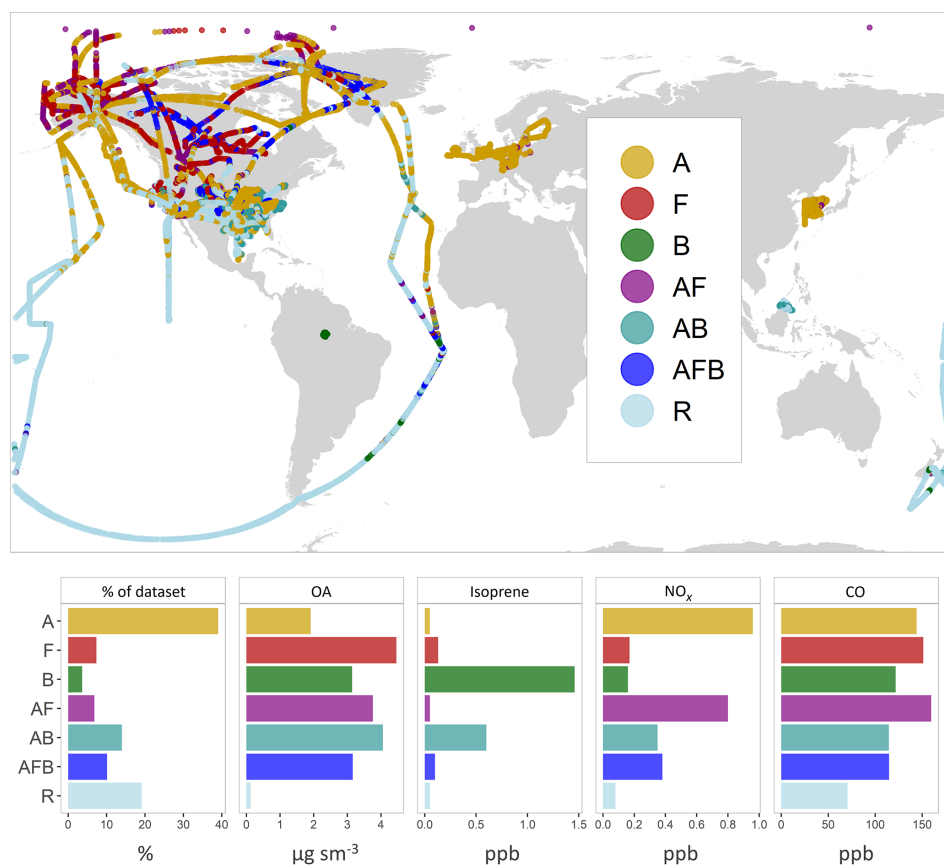 A
F
B
AF
AB
AFB
R
% of dataset OA Isoprene NOx CO
A
F
B
AF
AB
AFB
R
0 10 20 30 40 0 1 2 3 4 0.0 0.5 1.0 1.5 0.0 0.2 0.4 0.6 0.8 1.0 0 50 100 150
% µg sm⁻³ ppb ppb ppb